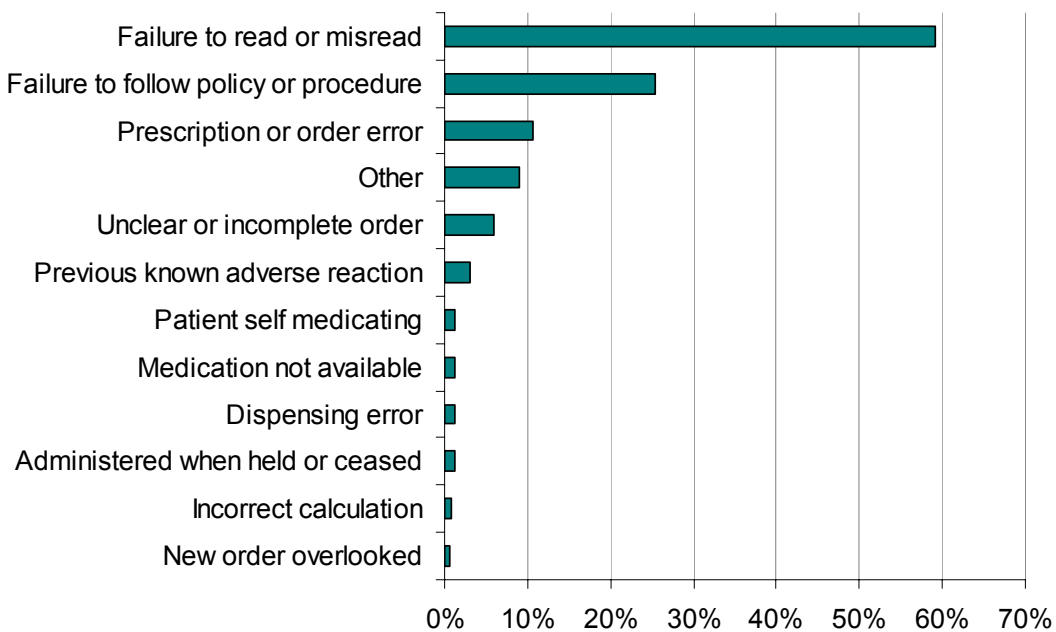 Failure to read or misread
Failure to follow policy or procedure
Prescription or order error
Other
Unclear or incomplete order
Previous known adverse reaction
Patient self medicating
Medication not available
Dispensing error
Administered when held or ceased
Incorrect calculation
New order overlooked
0% 10% 20% 30% 40% 50% 60% 70%